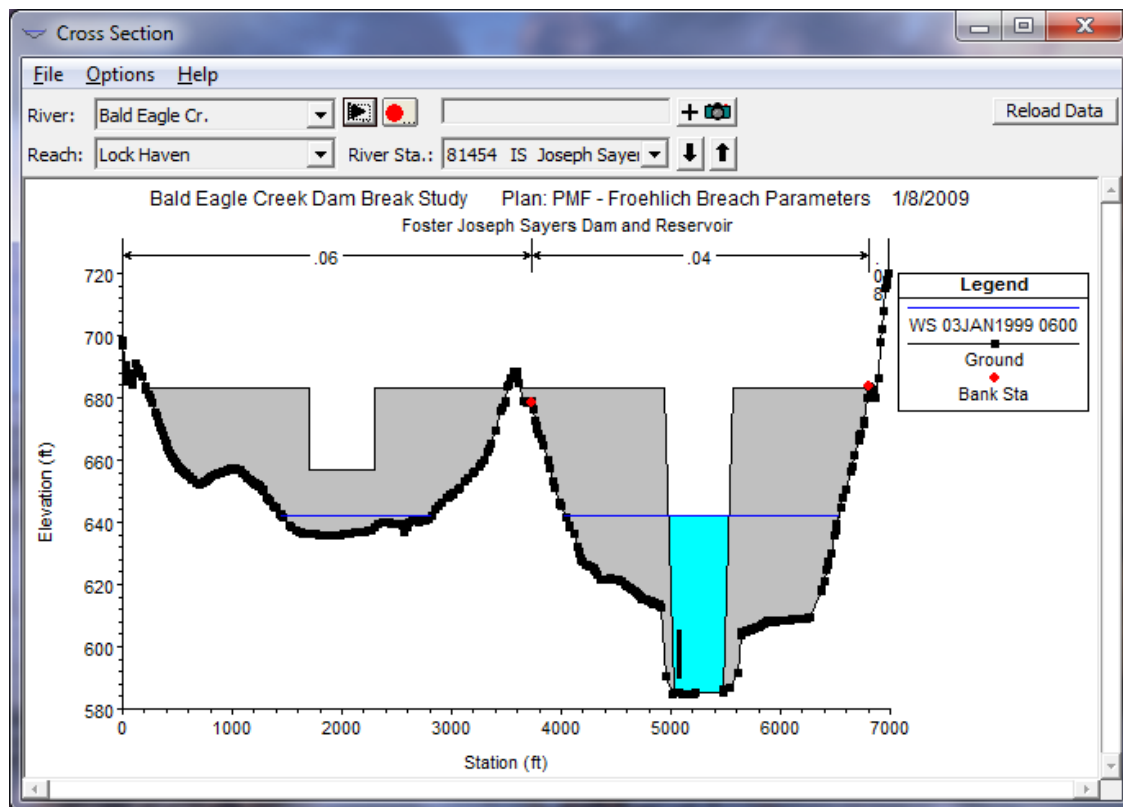 Cross Section
File Options Help
River: Bald Eagle Cr. Reload Data
Reach: Lock Haven River Sta.: 81454 IS Joseph Sayer
Bald Eagle Creek Dam Break Study Plan: PMF - Froehlich Breach Parameters 1/8/2009
Foster Joseph Sayers Dam and Reservoir
.06 .04 .08
Legend
WS 03JAN1999 0600
Ground
Bank Sta
720
700
680
660
640
620
600
580
Elevation (ft)
0 1000 2000 3000 4000 5000 6000 7000
Station (ft)